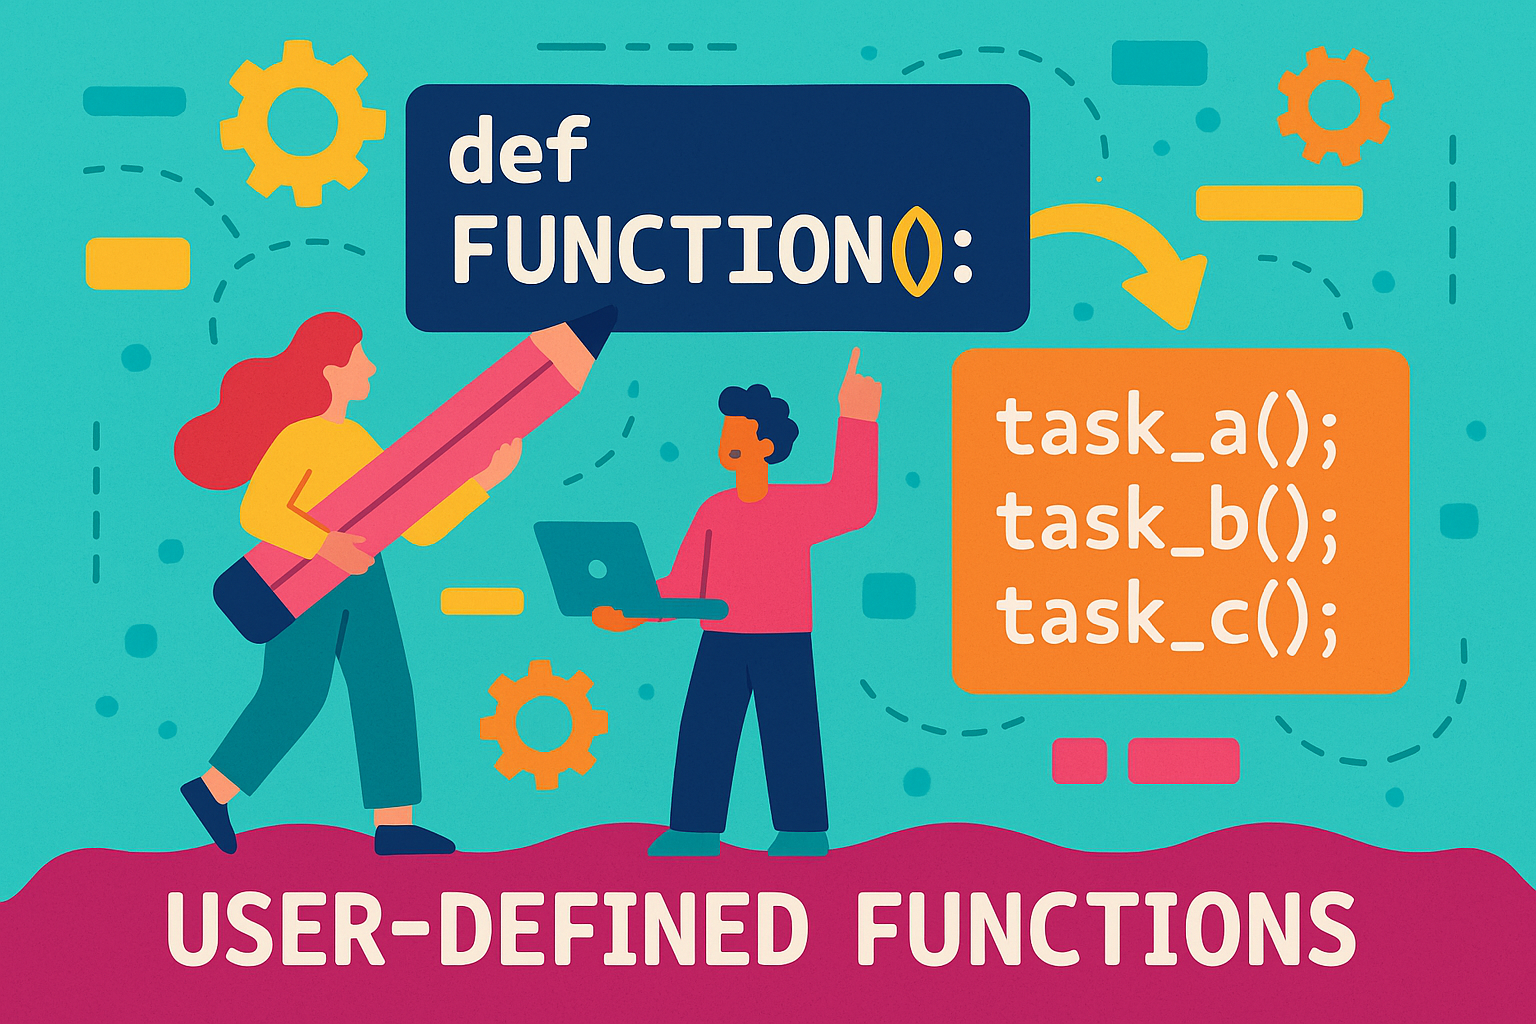 def
FUNCTION():
task_a();
task_b();
task_c();
USER-DEFINED FUNCTIONS